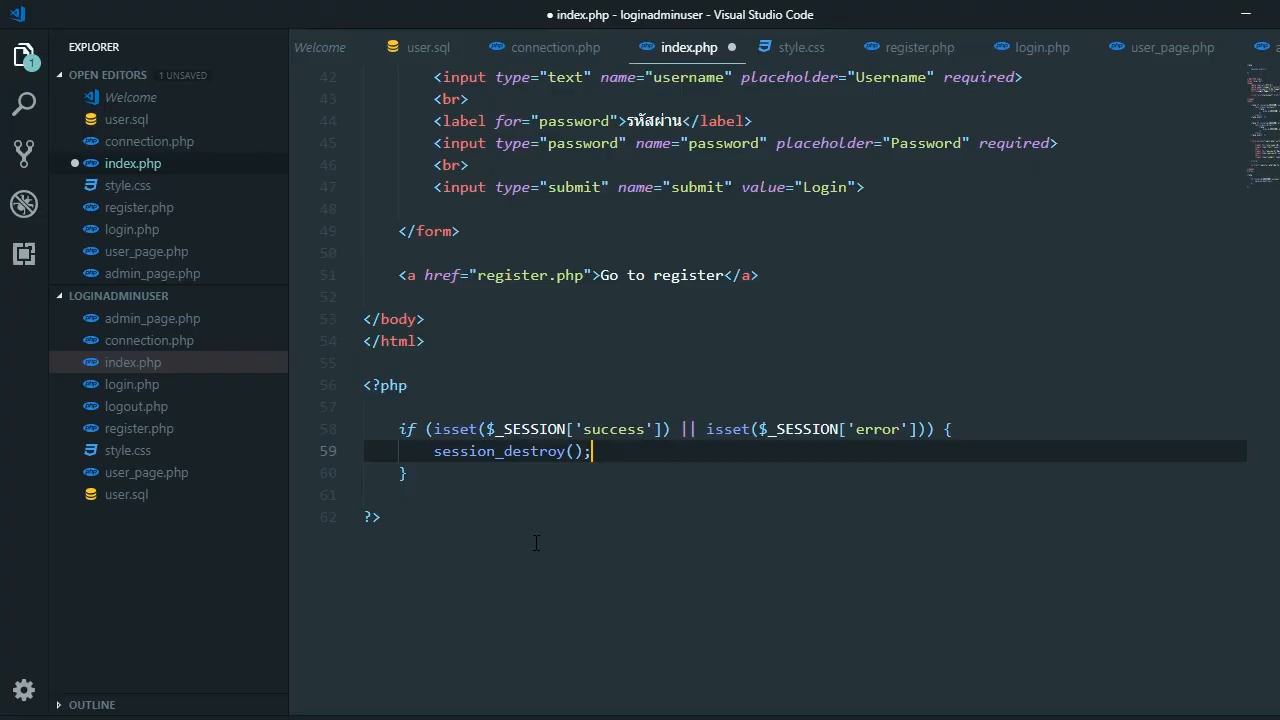 ● index.php - loginadminuser - Visual Studio Code
EXPLORER
OPEN EDITORS 1 UNSAVED
Welcome
user.sql
connection.php
index.php
style.css
register.php
login.php
user_page.php
admin_page.php
LOGINADMINUSER
admin_page.php
connection.php
index.php
login.php
logout.php
register.php
style.css
user_page.php
user.sql
OUTLINE
1
Welcome user.sql connection.php index.php ● style.css register.php login.php user_page.php a
42 <input type="text" name="username" placeholder="Username" required>
43 <br>
44 <label for="password">รหัสผ่าน</label>
45 <input type="password" name="password" placeholder="Password" required>
46 <br>
47 <input type="submit" name="submit" value="Login">
48
49 </form>
50
51 <a href="register.php">Go to register</a>
52
53 </body>
54 </html>
55
56 <?php
57
58 if (isset($_SESSION['success']) || isset($_SESSION['error'])) {
59 session_destroy();
60 }
61
62 ?>